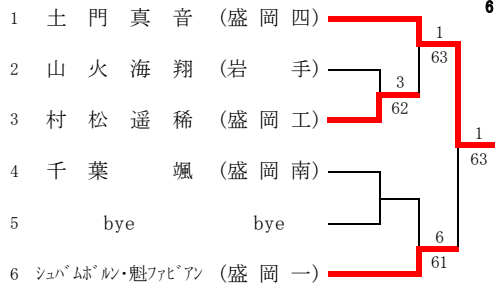 6
1 土門真音 (盛岡四)
1
63
2 山火海翔 (岩手)
3
62
3 村松遥稀 (盛岡工)
1
63
4 千葉颯 (盛岡南)
5 bye bye
6
61
6 シュバムボルン・魁ファビアン (盛岡一)